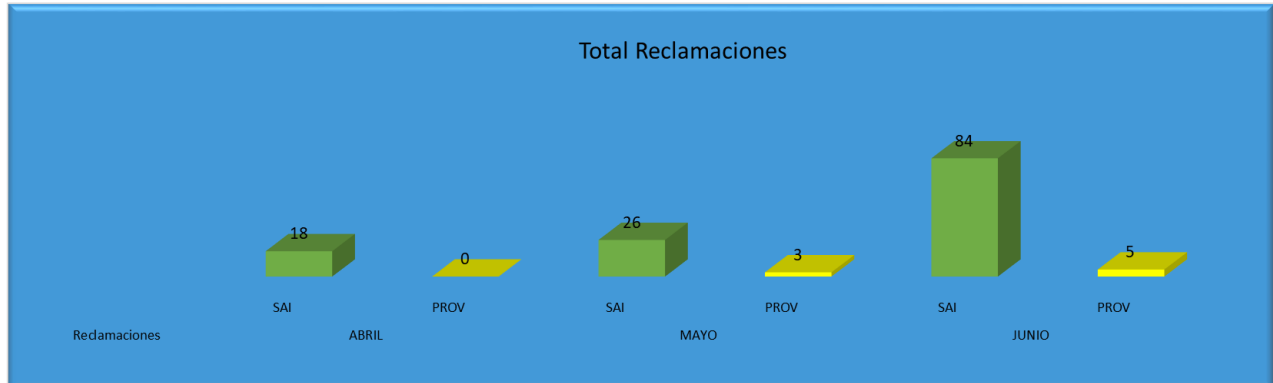 Total Reclamaciones
84
18
26
0
3
5
SAI PROV SAI PROV SAI PROV
Reclamaciones ABRIL MAYO JUNIO